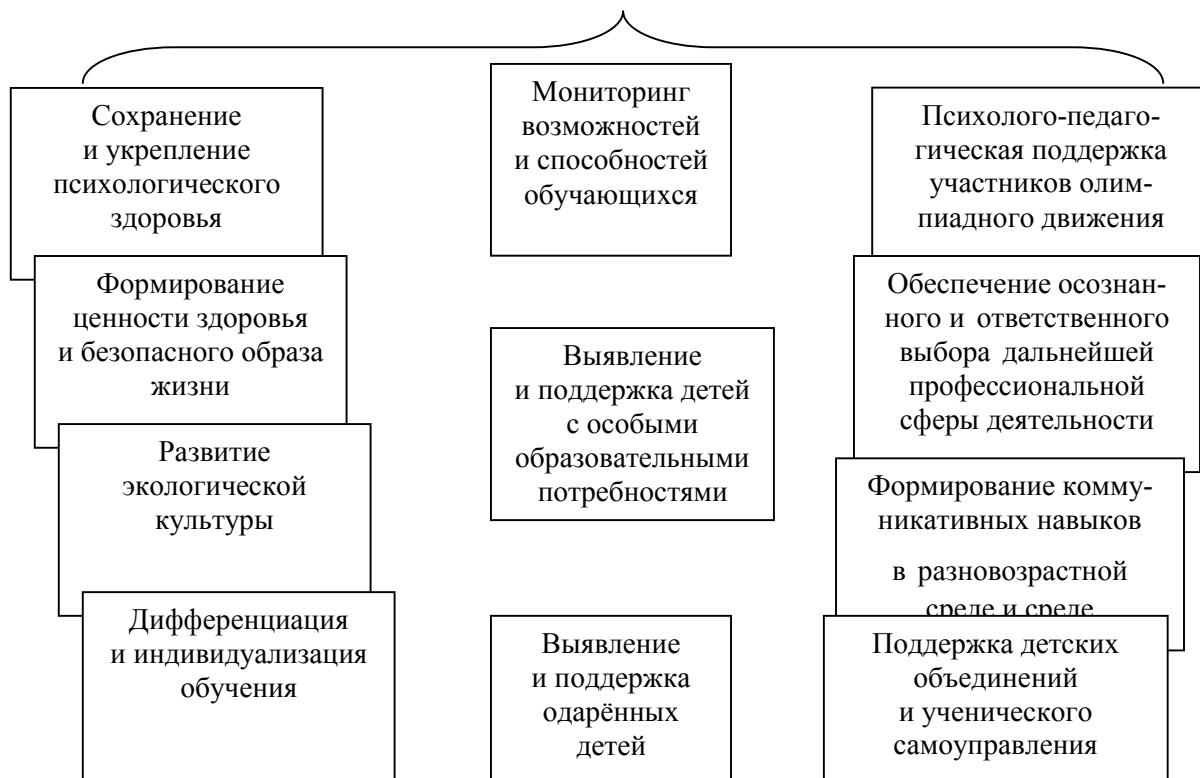 Сохранение
и укрепление
психологического
здоровья
Формирование
ценности здоровья
и безопасного образа
жизни
Развитие
экологической
культуры
Дифференциация
и индивидуализация
обучения
Мониторинг
возможностей
и способностей
обучающихся
Выявление
и поддержка детей
с особыми
образовательными
потребностями
Выявление
и поддержка
одарённых
детей
Психолого-педаго-
гическая поддержка
участников олим-
пиадного движения
Обеспечение осознан-
ного и ответственного
выбора дальнейшей
профессиональной
сферы деятельности
Формирование комму-
никативных навыков
в разновозрастной
среде и среде
Поддержка детских
объединений
и ученического
самоуправления